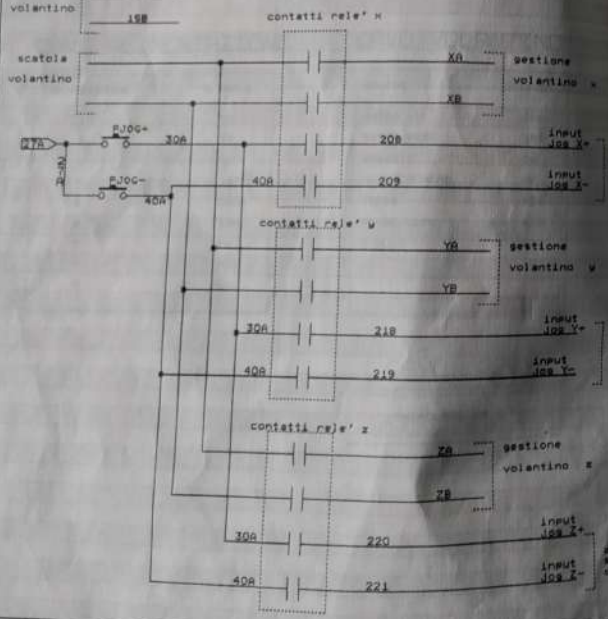 volantino
198
contatti rele' x
scatola
volantino
XA
gestione
volantino x
XB
27A
PJOG+
30A
208
input
Jog X+
27A
PJOG-
40A
40A
209
input
Jog X-
contatti rele' y
YA
gestione
volantino y
YB
30A
218
input
Jog Y+
40A
219
input
Jog Y-
contatti rele' z
ZA
gestione
volantino z
ZB
30A
220
input
Jog Z+
40A
221
input
Jog Z-